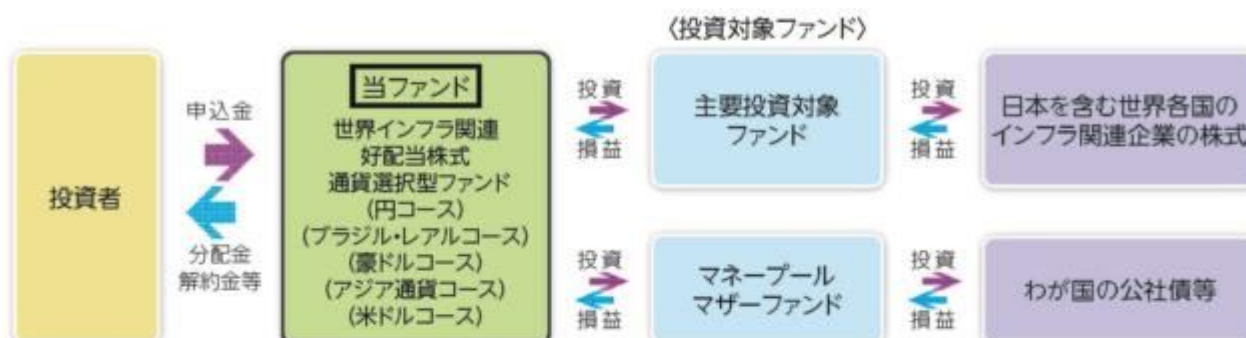 〈投資対象ファンド〉
投資者
申込金
分配金
解約金等
当ファンド
世界インフラ関連
好配当株式
通貨選択型ファンド
(円コース)
(ブラジル・レアルコース)
(豪ドルコース)
(アジア通貨コース)
(米ドルコース)
投資
損益
主要投資対象
ファンド
投資
損益
日本を含む世界各国の
インフラ関連企業の株式
投資
損益
マネープール
マザーファンド
投資
損益
わが国の公社債等